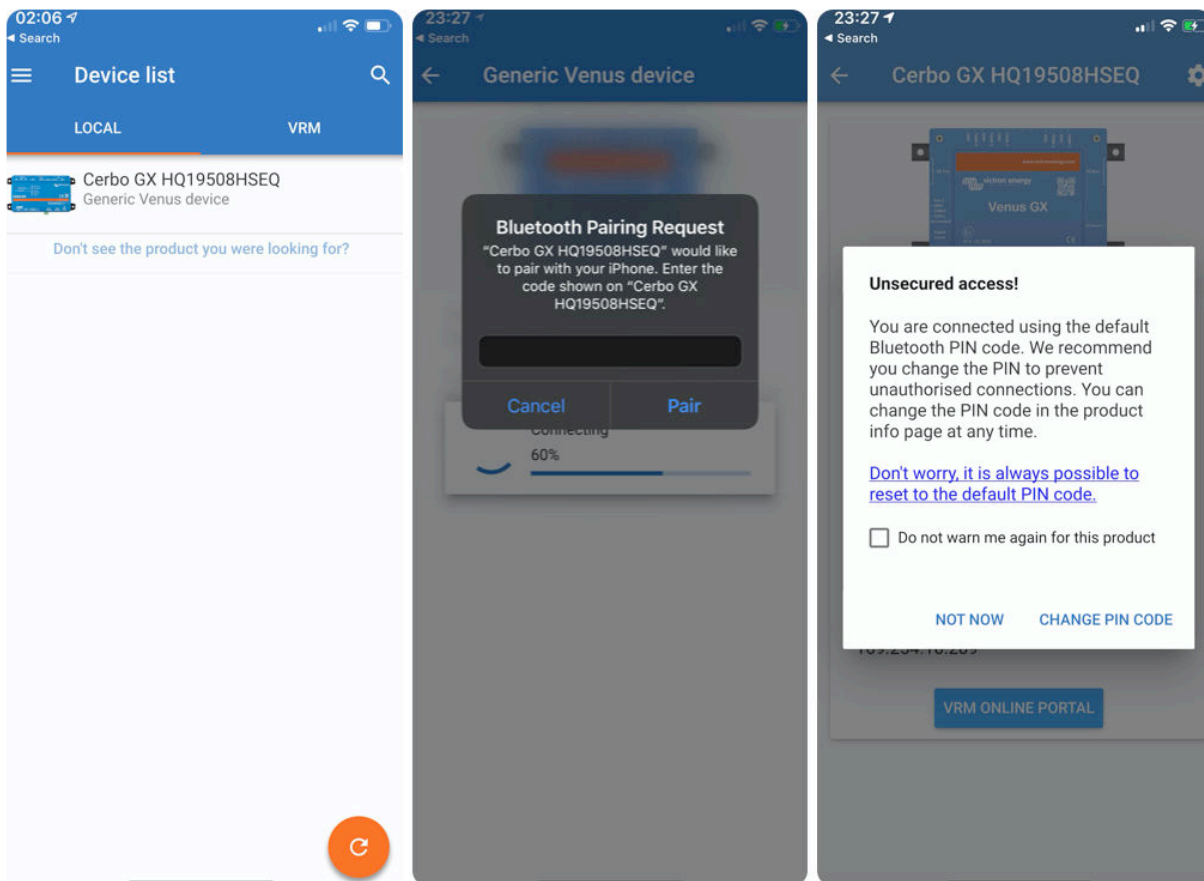 02:06
Search
Device list
LOCAL
VRM
Cerbo GX HQ19508HSEQ
Generic Venus device
Don't see the product you were looking for?
23:27
Search
Generic Venus device
Bluetooth Pairing Request
“Cerbo GX HQ19508HSEQ” would like
to pair with your iPhone. Enter the
code shown on “Cerbo GX
HQ19508HSEQ”.
Cancel
Pair
Connecting
60%
23:27
Search
Cerbo GX HQ19508HSEQ
victron energy
Venus GX
Unsecured access!
You are connected using the default
Bluetooth PIN code. We recommend
you change the PIN to prevent
unauthorised connections. You can
change the PIN code in the product
info page at any time.
Don't worry, it is always possible to
reset to the default PIN code.
Do not warn me again for this product
NOT NOW
CHANGE PIN CODE
VRM ONLINE PORTAL